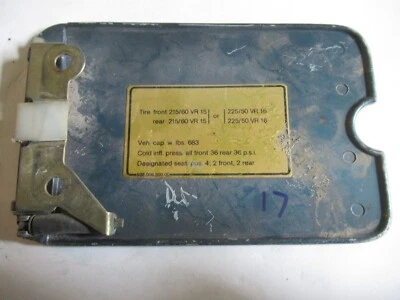 Tire front 215/60 VR 15 or 225/50 VR 16
rear 215/60 VR 15 225/50 VR 16
Veh. cap. w. lbs. 663
Cold infl. press. all front 36 rear 36 p.s.i.
Designated seat. pos. 4; 2 front, 2 rear
17